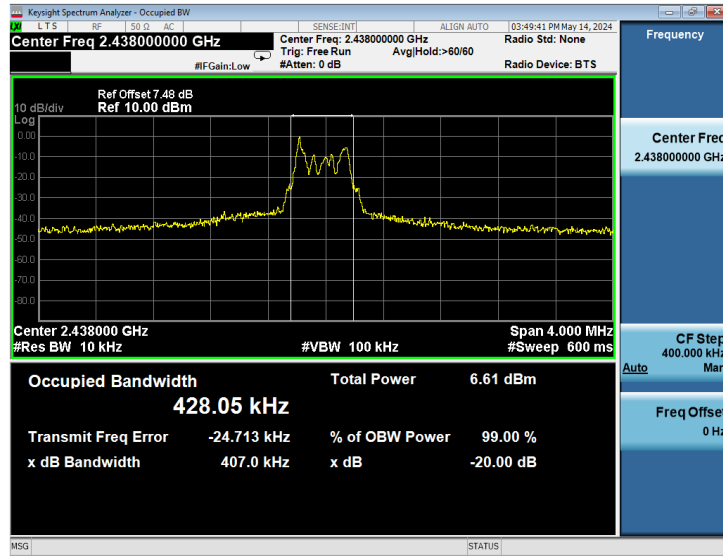 Keysight Spectrum Analyzer - Occupied BW
LTS RF 50 Ω AC SENSE:INT ALIGN AUTO 03:49:41 PM May 14, 2024
Center Freq 2.438000000 GHz
Center Freq: 2.438000000 GHz
Radio Std: None
Trig: Free Run Avg|Hold:>60/60
#IFGain:Low
#Atten: 0 dB
Radio Device: BTS
Frequency
Ref Offset 7.48 dB
10 dB/div Ref 10.00 dBm
Log
0.00
-10.0
-20.0
-30.0
-40.0
-50.0
-60.0
-70.0
-80.0
Center Freq
2.438000000 GHz
Center 2.438000 GHz
Span 4.000 MHz
#Res BW 10 kHz
#VBW 100 kHz
#Sweep 600 ms
CF Step
400.000 kHz
Auto Man
Occupied Bandwidth
Total Power 6.61 dBm
428.05 kHz
Freq Offset
0 Hz
Transmit Freq Error -24.713 kHz % of OBW Power 99.00 %
x dB Bandwidth 407.0 kHz x dB -20.00 dB
MSG
STATUS